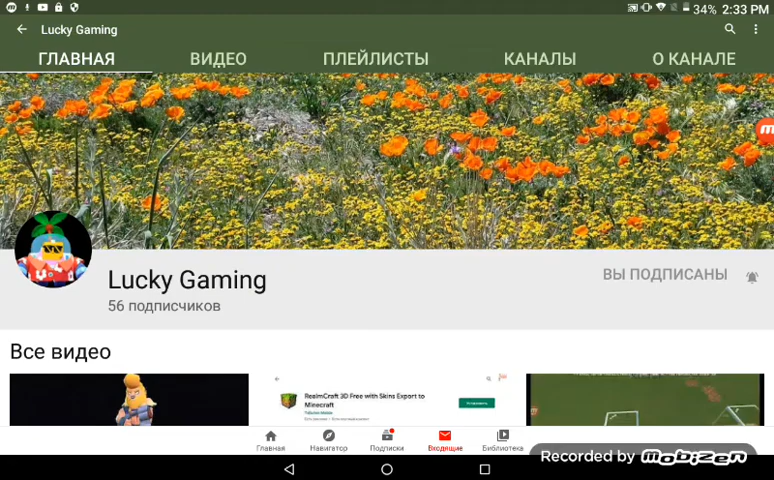 34% 2:33 PM
Lucky Gaming
ГЛАВНАЯ ВИДЕО ПЛЕЙЛИСТЫ КАНАЛЫ О КАНАЛЕ
Lucky Gaming
56 подписчиков
ВЫ ПОДПИСАНЫ
Все видео
RealmCraft 3D Free with Skins Export to
Minecraft
Главная Навигатор Подписки Входящие Библиотека
Recorded by mobizen